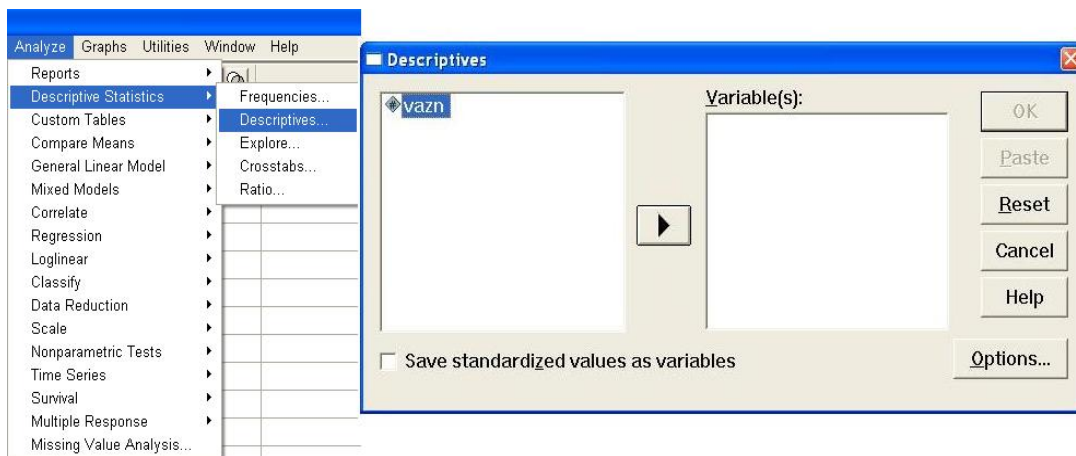 Analyze Graphs Utilities Window Help
Reports
Descriptive Statistics
Custom Tables
Compare Means
General Linear Model
Mixed Models
Correlate
Regression
Loglinear
Classify
Data Reduction
Scale
Nonparametric Tests
Time Series
Survival
Multiple Response
Missing Value Analysis...
Frequencies...
Descriptives...
Explore...
Crosstabs...
Ratio...
Descriptives
vazn
Variable(s):
OK
Paste
Reset
Cancel
Help
Save standardized values as variables
Options...